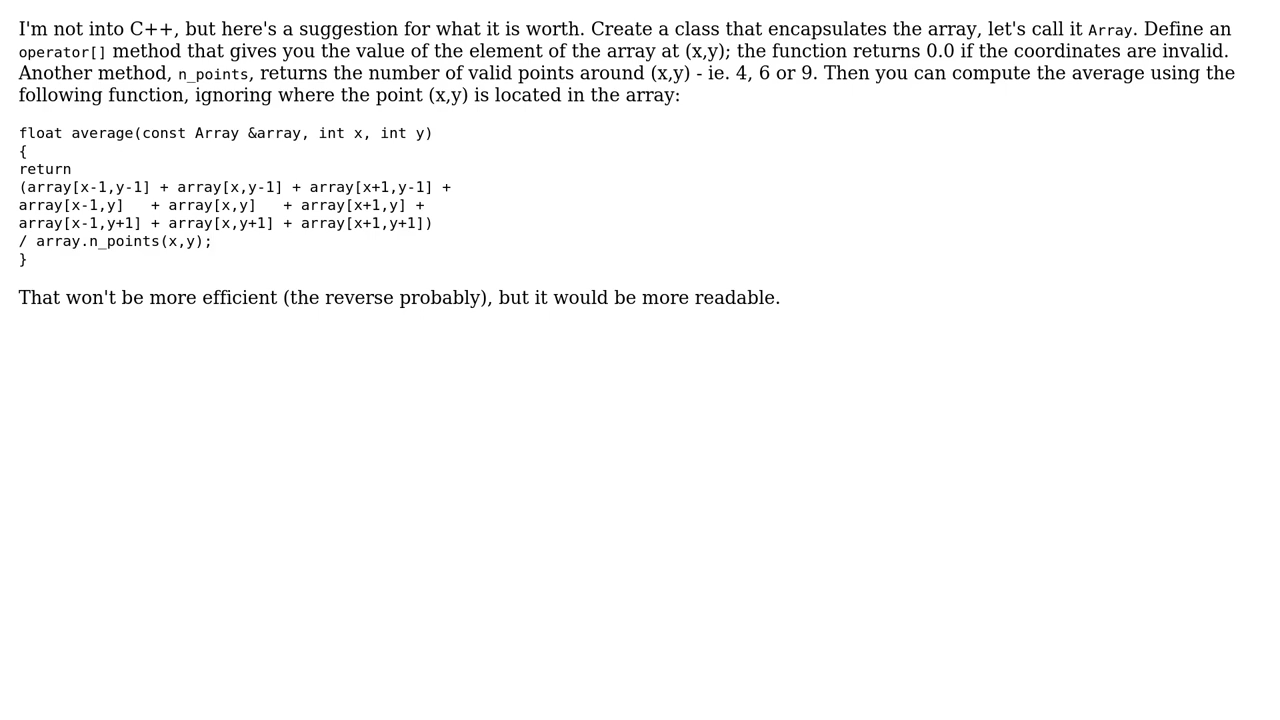 I'm not into C++, but here's a suggestion for what it is worth. Create a class that encapsulates the array, let's call it Array. Define an
operator[] method that gives you the value of the element of the array at (x,y); the function returns 0.0 if the coordinates are invalid.
Another method, n_points, returns the number of valid points around (x,y) - ie. 4, 6 or 9. Then you can compute the average using the
following function, ignoring where the point (x,y) is located in the array:
float average(const Array &array, int x, int y)
{
return
(array[x-1,y-1] + array[x,y-1] + array[x+1,y-1] +
array[x-1,y]   + array[x,y]   + array[x+1,y] +
array[x-1,y+1] + array[x,y+1] + array[x+1,y+1])
/ array.n_points(x,y);
}
That won't be more efficient (the reverse probably), but it would be more readable.